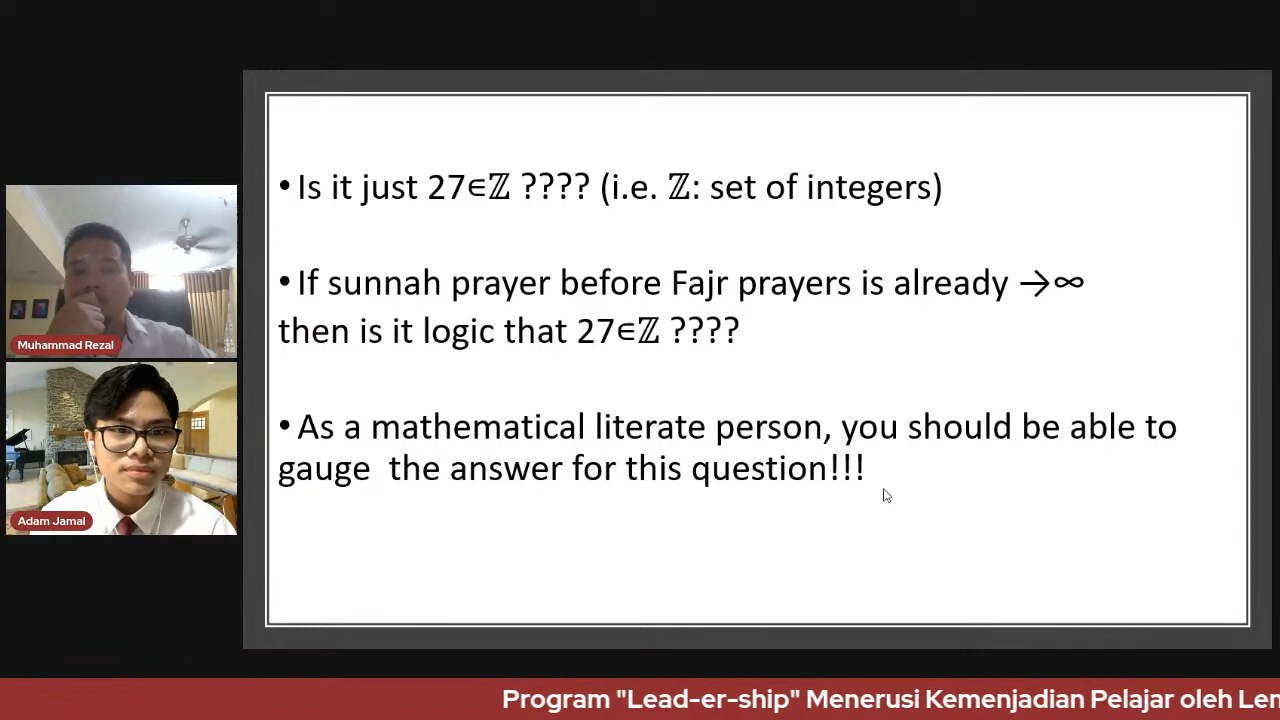 • Is it just 27∈ℤ ???? (i.e. ℤ: set of integers)
• If sunnah prayer before Fajr prayers is already →∞
then is it logic that 27∈ℤ ????
• As a mathematical literate person, you should be able to
gauge  the answer for this question!!!
Muhammad Rezal
Adam Jamal
Program "Lead-er-ship" Menerusi Kemenjadian Pelajar oleh Len